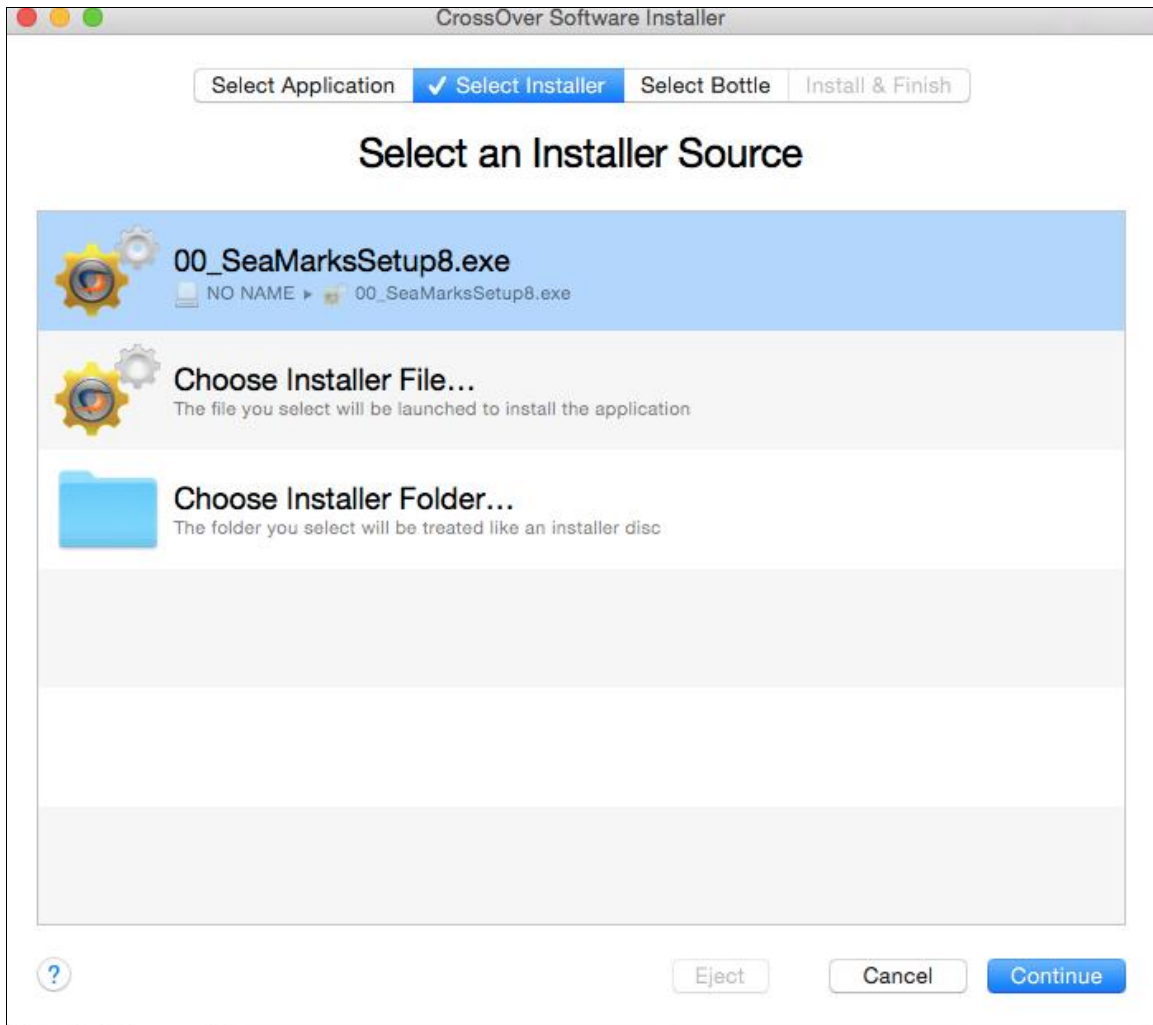 CrossOver Software Installer
Select Application ✓ Select Installer Select Bottle Install & Finish
Select an Installer Source
00_SeaMarksSetup8.exe
NO NAME ▸ 00_SeaMarksSetup8.exe
Choose Installer File...
The file you select will be launched to install the application
Choose Installer Folder...
The folder you select will be treated like an installer disc
? Eject Cancel Continue